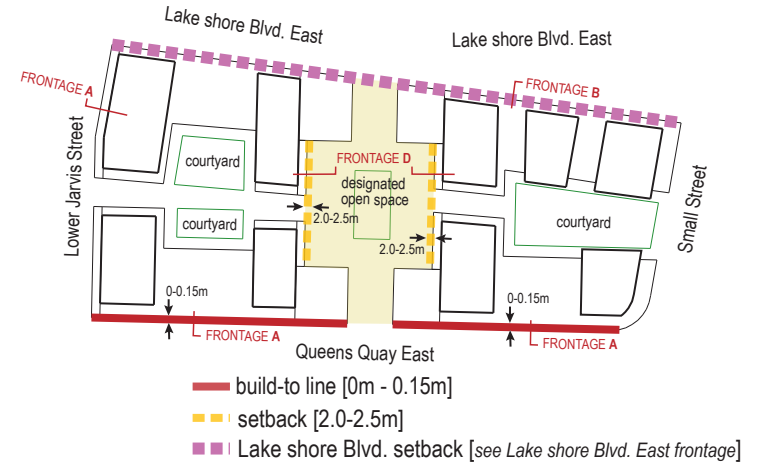 Lake shore Blvd. East
Lake shore Blvd. East
FRONTAGE A
FRONTAGE B
Lower Jarvis Street
courtyard
FRONTAGE D
designated
open space
2.0-2.5m
courtyard
2.0-2.5m
courtyard
Small Street
0-0.15m
0-0.15m
FRONTAGE A
FRONTAGE A
Queens Quay East
build-to line [0m - 0.15m]
setback [2.0-2.5m]
Lake shore Blvd. setback [see Lake shore Blvd. East frontage]